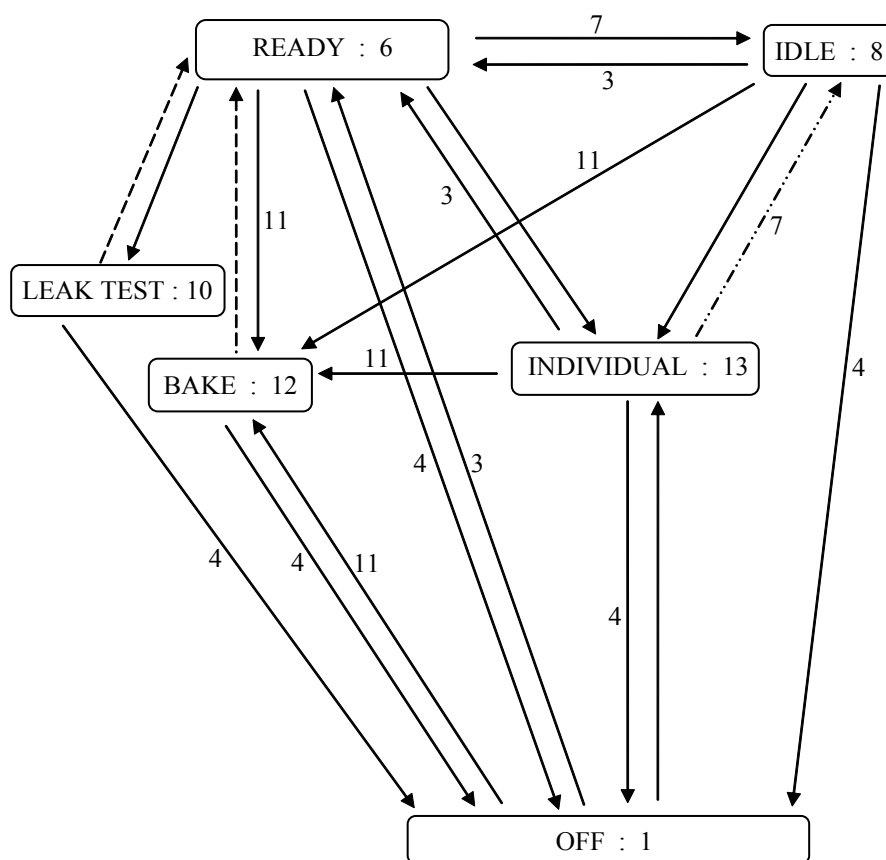 READY : 6
7
IDLE : 8
3
11
3
11
7
LEAK TEST : 10
11
INDIVIDUAL : 13
BAKE : 12
4
4
3
4
4
11
4
OFF : 1